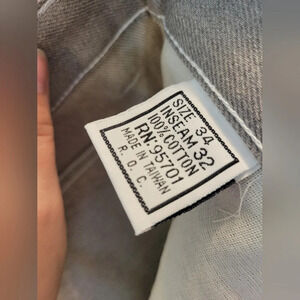 SIZE 34
INSEAM 32
100% COTTON
RN: 95701
MADE IN TAIWAN
R. O. C.